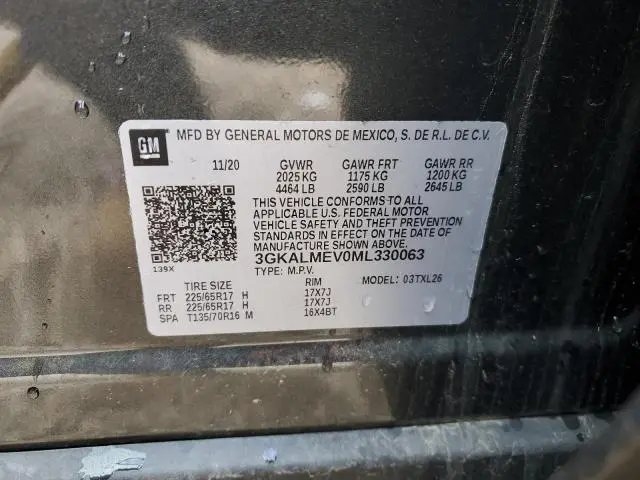 GM MFD BY GENERAL MOTORS DE MEXICO, S. DE R.L. DE C.V.
11/20 GVWR GAWR FRT GAWR RR
2025 KG 1175 KG 1200 KG
4464 LB 2590 LB 2645 LB
THIS VEHICLE CONFORMS TO ALL
APPLICABLE U.S. FEDERAL MOTOR
VEHICLE SAFETY AND THEFT PREVENTION
STANDARDS IN EFFECT ON THE DATE OF
MANUFACTURE SHOWN ABOVE.
139X 3GKALMEV0ML330063
TYPE: M.P.V. MODEL: 03TXL26
TIRE SIZE RIM
FRT 225/65R17 H 17X7J
RR 225/65R17 H 17X7J
SPA T135/70R16 M 16X4BT